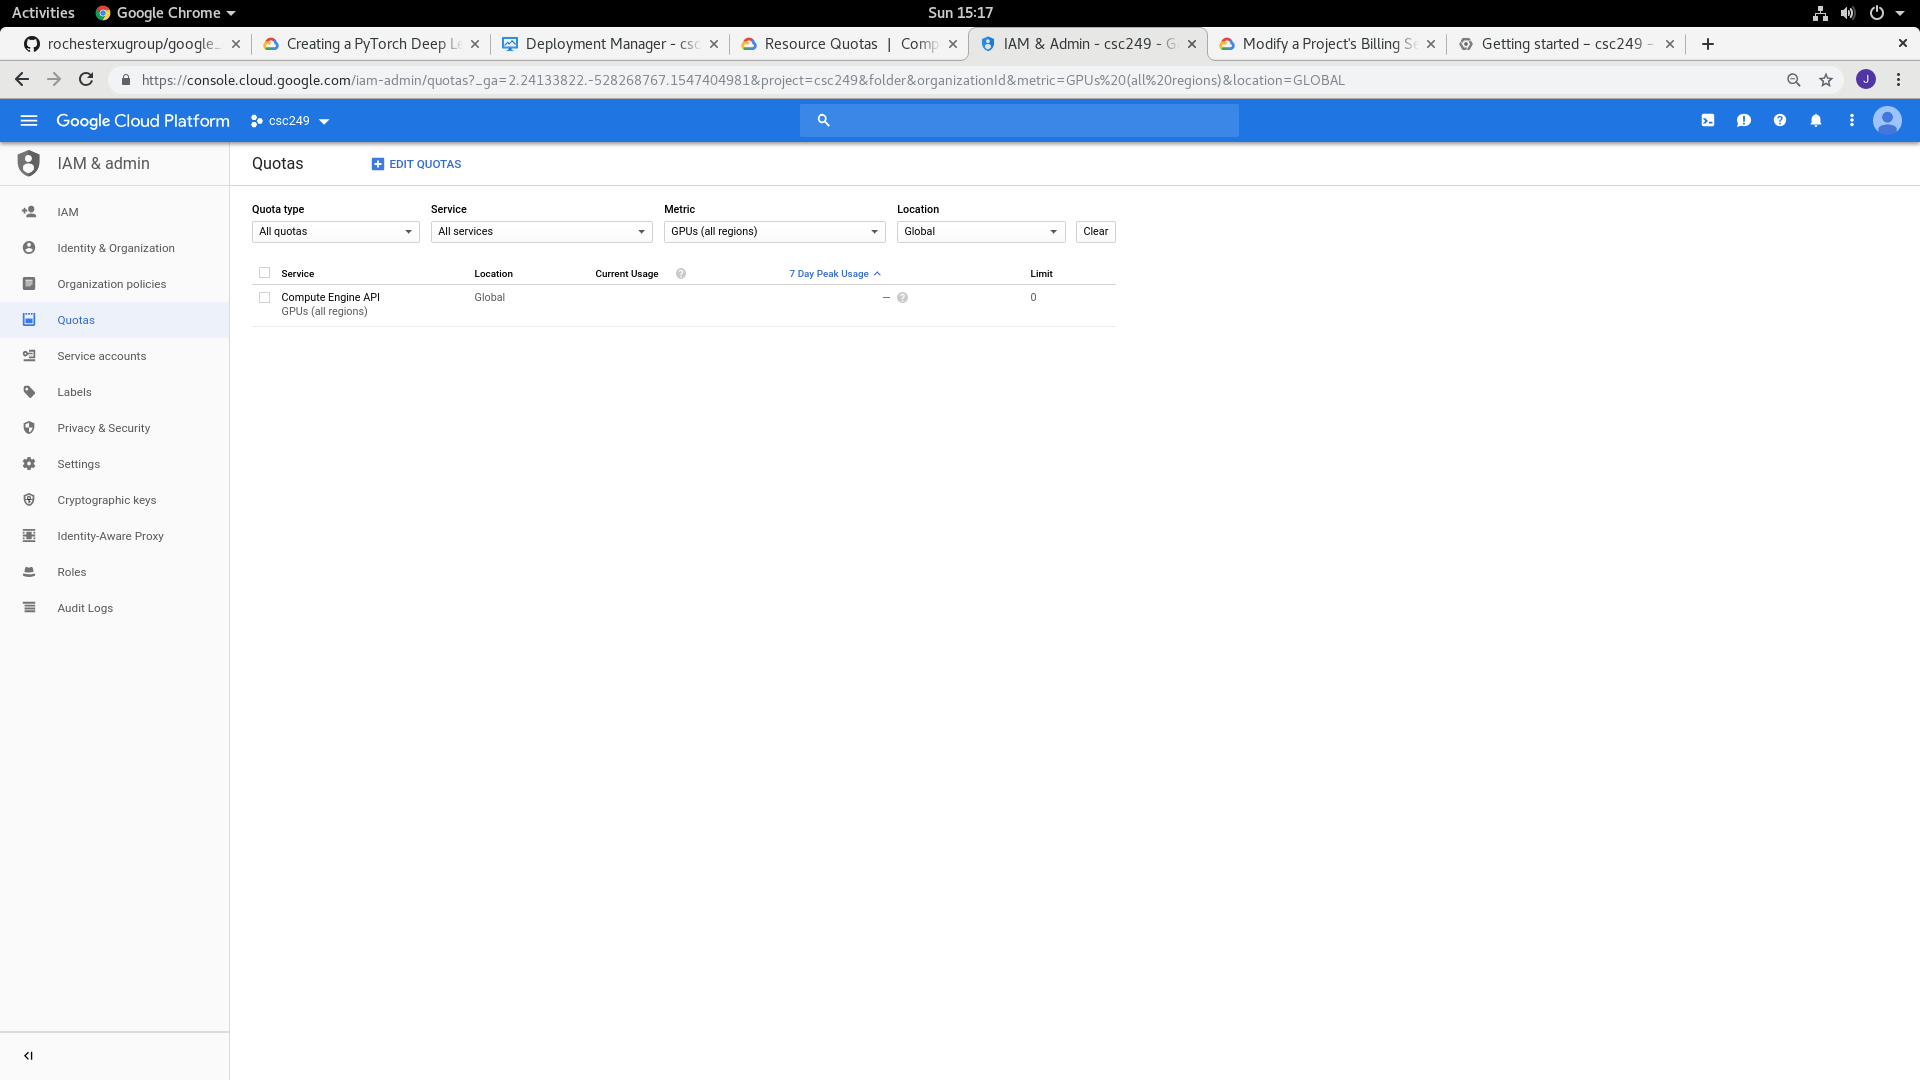 Activities Google Chrome Sun 15:17
rochesterxugroup/google_ Creating a PyTorch Deep Le Deployment Manager - csc Resource Quotas | Comp IAM & Admin - csc249 - G Modify a Project's Billing Se Getting started – csc249 –
https://console.cloud.google.com/iam-admin/quotas?_ga=2.24133822.-528268767.1547404981&project=csc249&folder&organizationId&metric=GPUs%20(all%20regions)&location=GLOBAL J
Google Cloud Platform csc249
IAM & admin
Quotas EDIT QUOTAS
IAM
Identity & Organization
Organization policies
Quotas
Service accounts
Labels
Privacy & Security
Settings
Cryptographic keys
Identity-Aware Proxy
Roles
Audit Logs
Quota type Service Metric Location
All quotas All services GPUs (all regions) Global Clear
Service Location Current Usage 7 Day Peak Usage Limit
Compute Engine API Global — 0
GPUs (all regions)